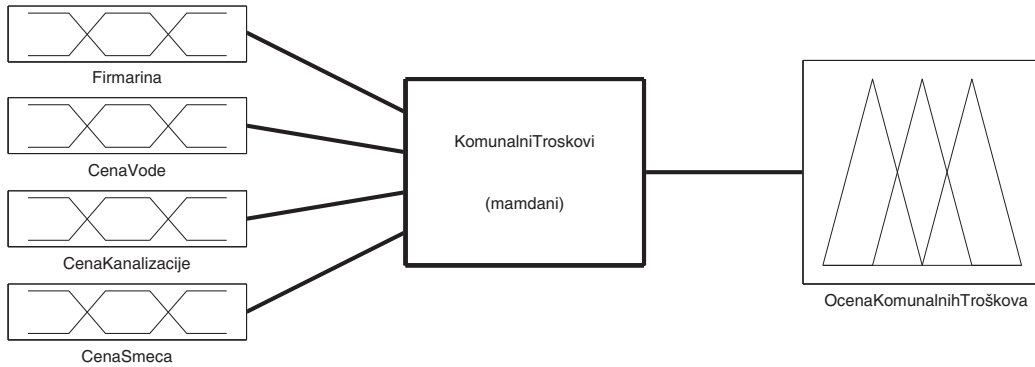 Firmarina
CenaVode
CenaKanalizacije
CenaSmeca
KomunalniTroskovi
(mamdani)
OcenaKomunalnihTroškova